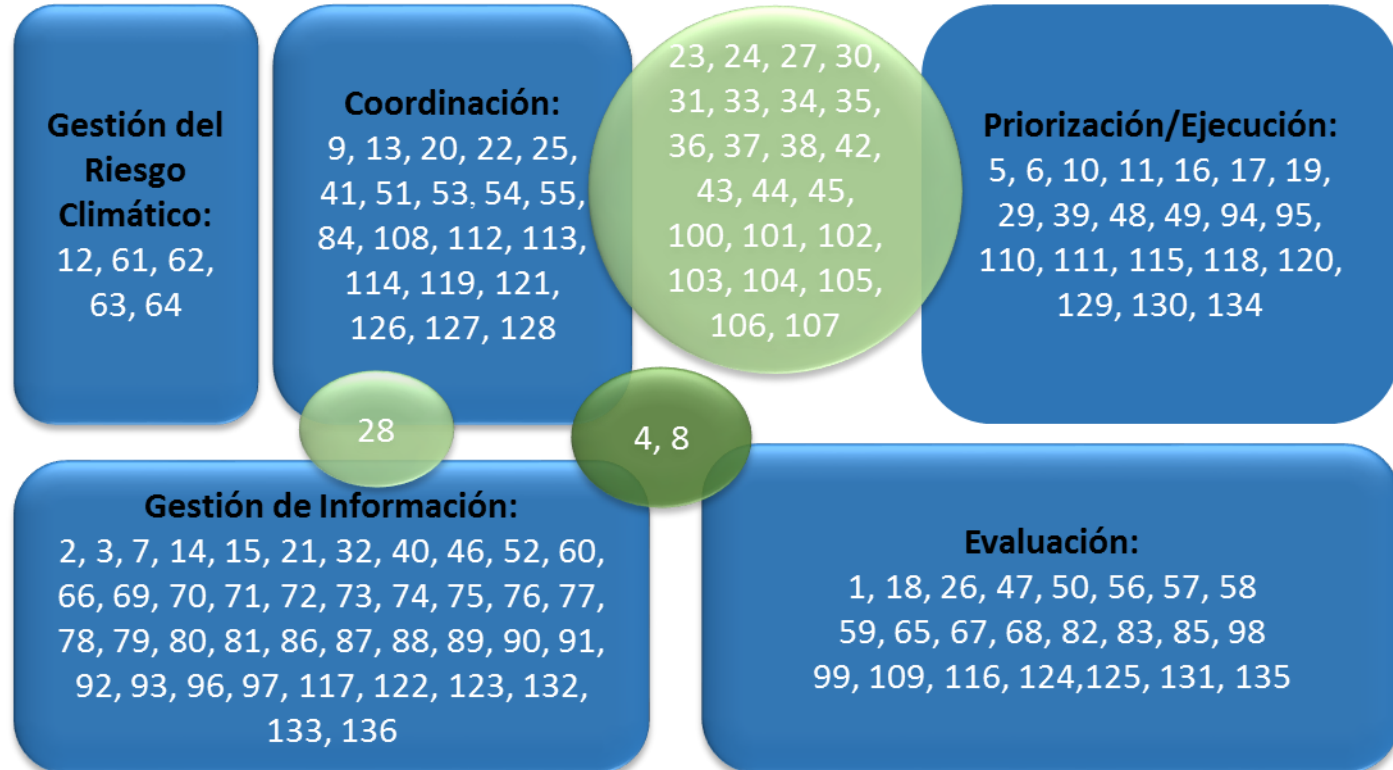 Gestión del
Riesgo
Climático:
12, 61, 62,
63, 64
Coordinación:
9, 13, 20, 22, 25,
41, 51, 53, 54, 55,
84, 108, 112, 113,
114, 119, 121,
126, 127, 128
23, 24, 27, 30,
31, 33, 34, 35,
36, 37, 38, 42,
43, 44, 45,
100, 101, 102,
103, 104, 105,
106, 107
Priorización/Ejecución:
5, 6, 10, 11, 16, 17, 19,
29, 39, 48, 49, 94, 95,
110, 111, 115, 118, 120,
129, 130, 134
28
4, 8
Gestión de Información:
2, 3, 7, 14, 15, 21, 32, 40, 46, 52, 60,
66, 69, 70, 71, 72, 73, 74, 75, 76, 77,
78, 79, 80, 81, 86, 87, 88, 89, 90, 91,
92, 93, 96, 97, 117, 122, 123, 132,
133, 136
Evaluación:
1, 18, 26, 47, 50, 56, 57, 58
59, 65, 67, 68, 82, 83, 85, 98
99, 109, 116, 124,125, 131, 135